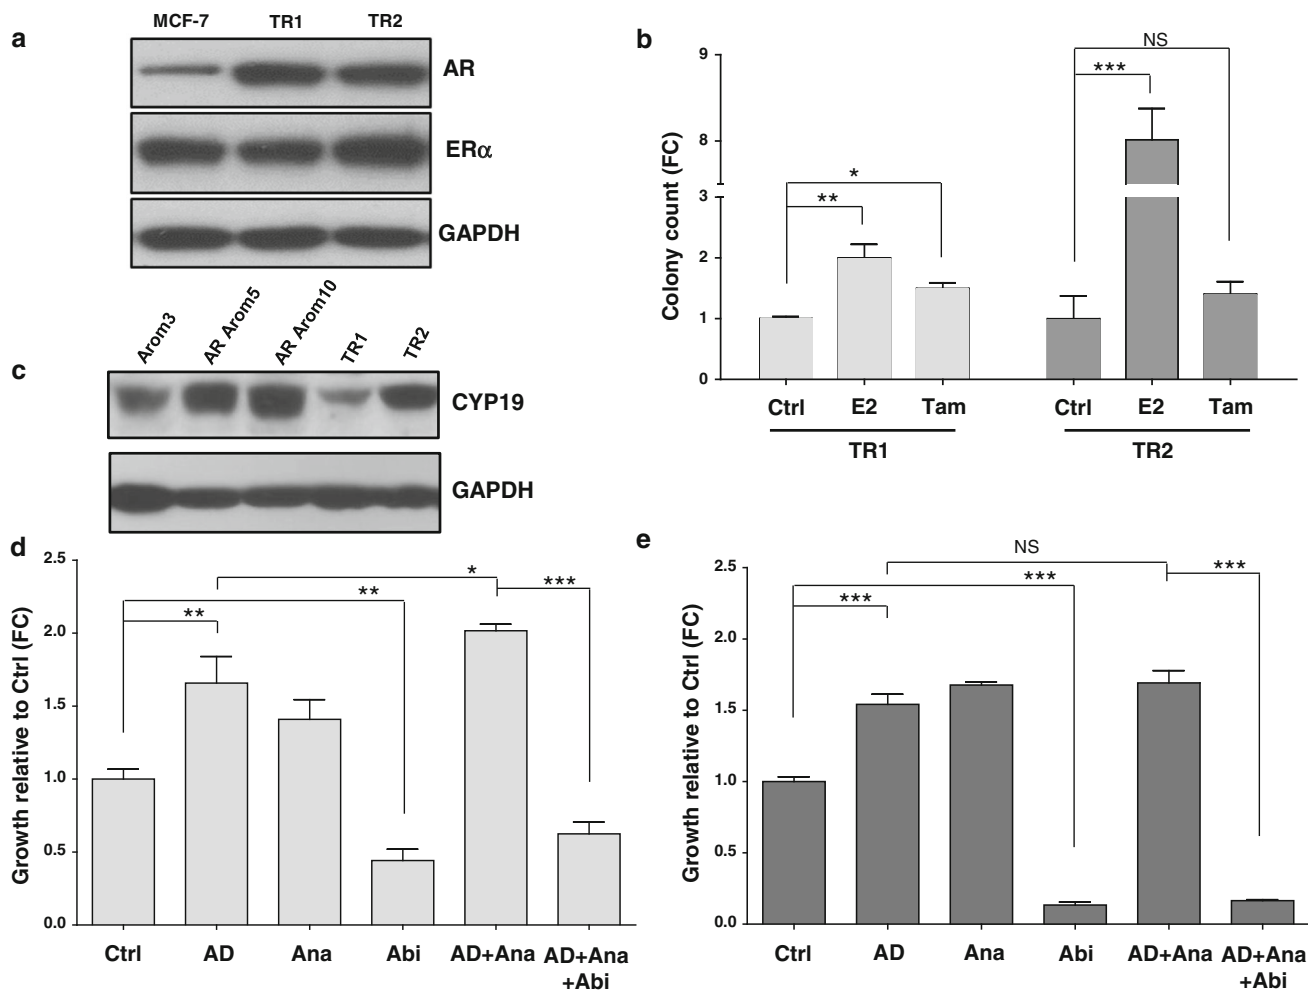 a
MCF-7 TR1 TR2
AR
ERα
GAPDH
b
Colony count (FC)
9
8
3
2
1
0
**
*
***
NS
Ctrl E2 Tam Ctrl E2 Tam
TR1 TR2
c
Arom3 AR Arom5 AR Arom10 TR1 TR2
CYP19
GAPDH
d
Growth relative to Ctrl (FC)
2.5
2.0
1.5
1.0
0.5
0.0
**
**
*
***
Ctrl AD Ana Abi AD+Ana AD+Ana
+Abi
e
Growth relative to Ctrl (FC)
2.5
2.0
1.5
1.0
0.5
0.0
NS
***
***
***
Ctrl AD Ana Abi AD+Ana AD+Ana
+Abi